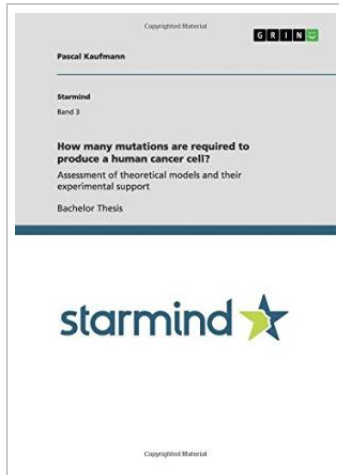 Copyrighted Material
GRIN
Pascal Kaufmann
Starmind
Band 3
How many mutations are required to
produce a human cancer cell?
Assessment of theoretical models and their
experimental support
Bachelor Thesis
starmind
Copyrighted Material